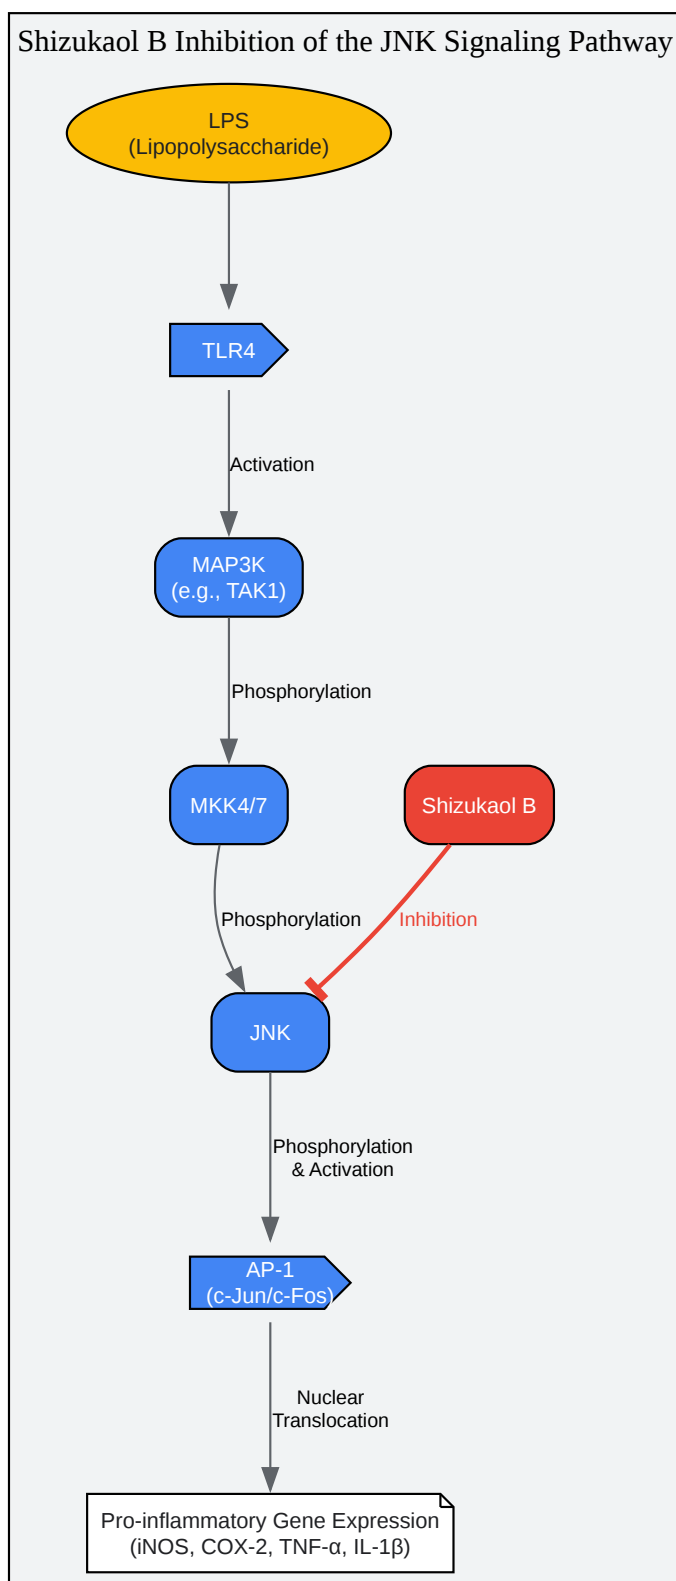 Shizukaol B Inhibition of the JNK Signaling Pathway
LPS
(Lipopolysaccharide)
TLR4
Activation
MAP3K
(e.g., TAK1)
Phosphorylation
MKK4/7
Shizukaol B
Phosphorylation
Inhibition
JNK
Phosphorylation
& Activation
AP-1
(c-Jun/c-Fos)
Nuclear
Translocation
Pro-inflammatory Gene Expression
(iNOS, COX-2, TNF-α, IL-1β)